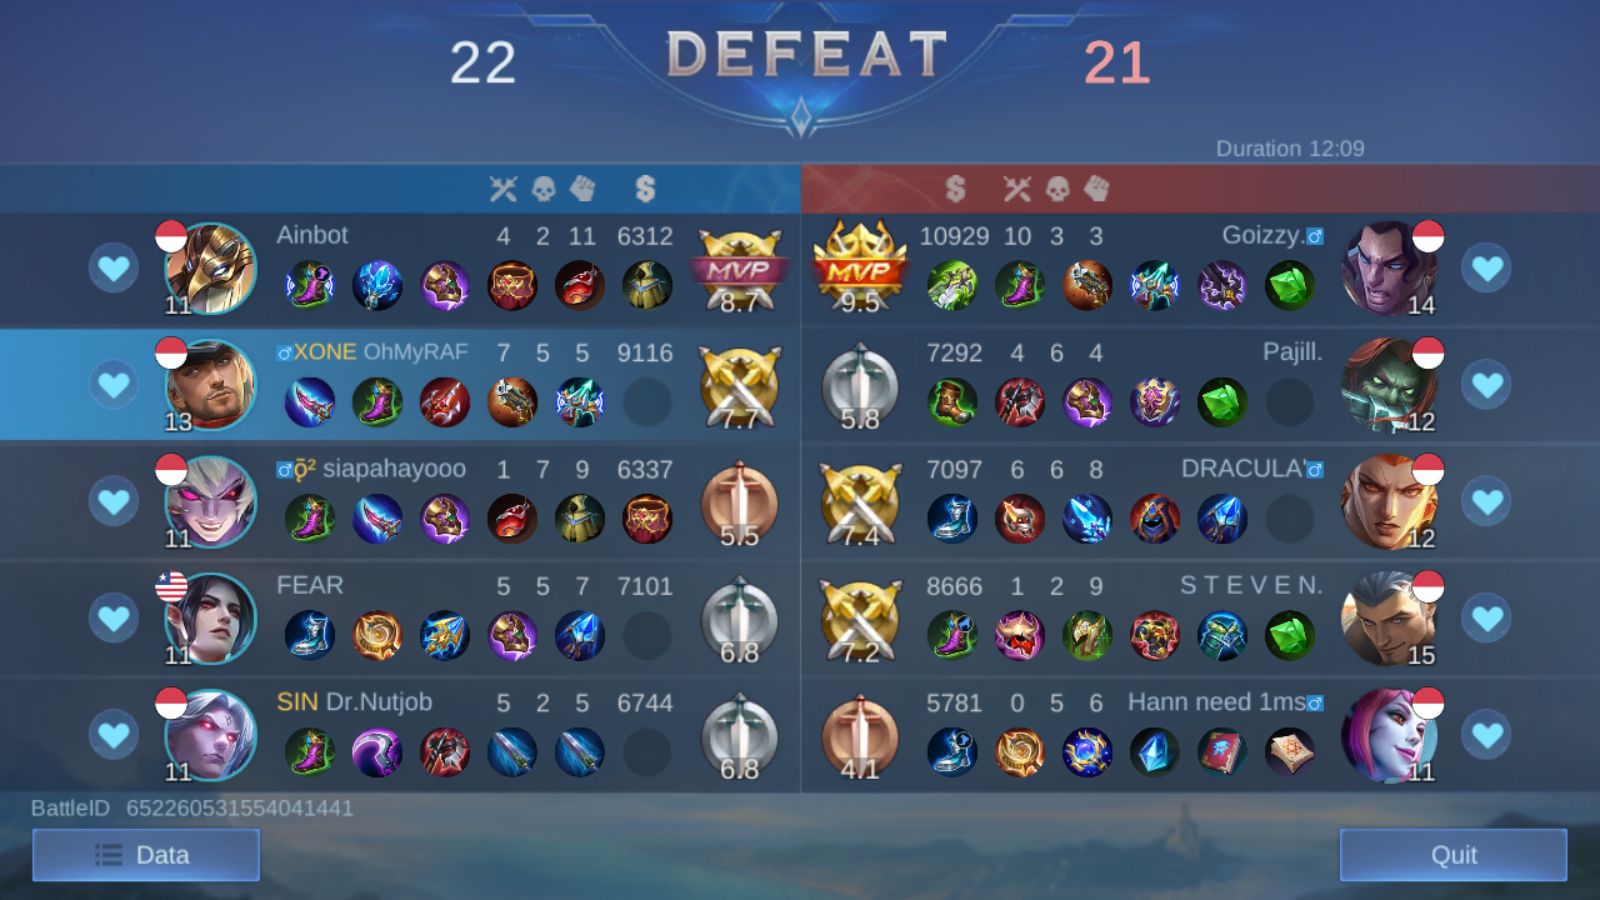 22 DEFEAT 21
Duration 12:09
Ainbot 4 2 11 6312 MVP 8.7 11
MVP 9.5 10929 10 3 3 Goizzy. 14
XONE OhMyRAF 7 5 5 9116 7.7 13
5.8 7292 4 6 4 Pajill. 12
ǭ² siapahayooo 1 7 9 6337 5.5 11
7.4 7097 6 6 8 DRACULA' 12
FEAR 5 5 7 7101 6.8 11
7.2 8666 1 2 9 S T E V E N. 15
SIN Dr.Nutjob 5 2 5 6744 6.8 11
4.1 5781 0 5 6 Hann need 1ms 11
BattleID 652260531554041441
Data
Quit